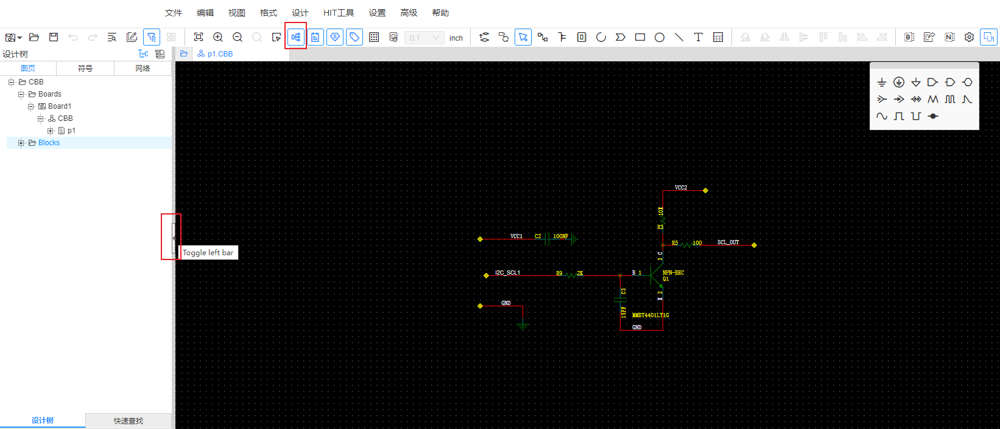 文件 编辑 视图 格式 设计 HIT工具 设置 高级 帮助
0.1 inch
设计树
p1.CBB
图页 符号 网络
CBB
Boards
Board1
CBB
p1
Blocks
Toggle left bar
VCC2
10K
R3
VCC1 C2 100NF
R5 100 SCL_OUT
3 C
I2C_SCL1 R9 2K B 1 NPN-BEC
Q1
C3
E 2
GND
15PF
MMBT4401LT1G
GND
设计树 快速查找